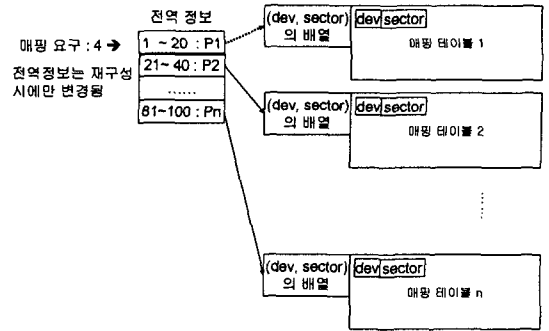 전역 정보
매핑 요구 : 4 ➔
전역정보는 재구성
시에만 변경됨
1 ~ 20 : P1
21~ 40 : P2
......
81~100 : Pn
(dev, sector)
의 배열
dev sector
매핑 테이블 1
(dev, sector)
의 배열
dev sector
매핑 테이블 2
(dev, sector)
의 배열
dev sector
매핑 테이블 n